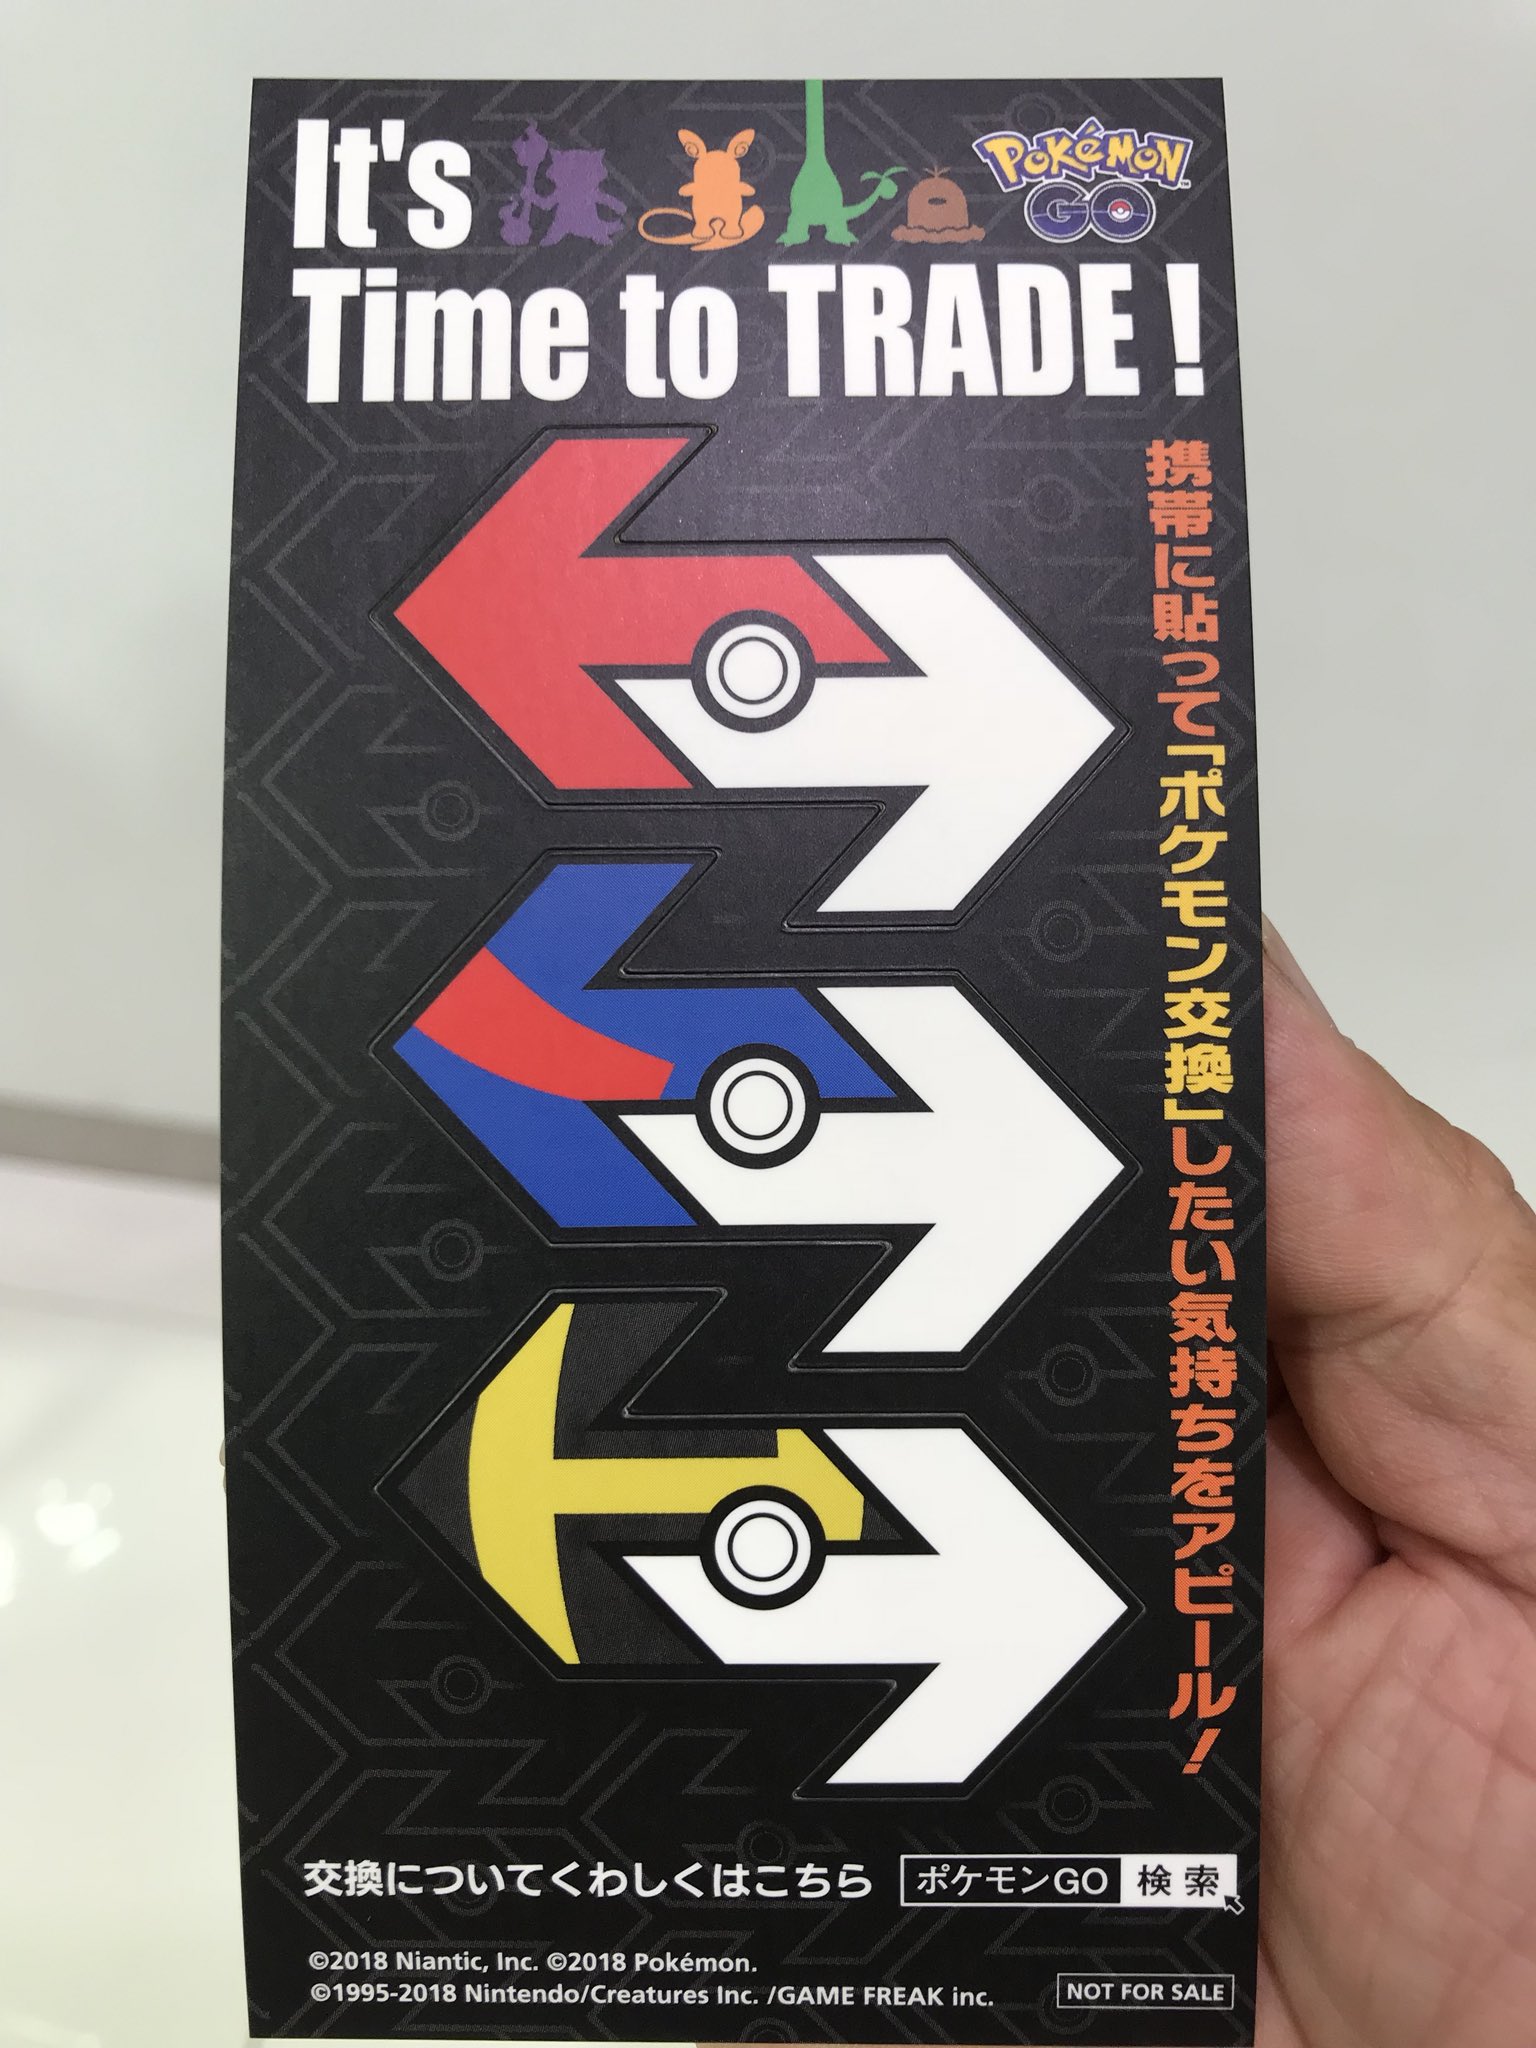 It's
POKéMON GO
Time to TRADE !
携帯に貼って「ポケモン交換」したい気持ちをアピール!
交換についてくわしくはこちら ポケモンGO 検索
©2018 Niantic, Inc. ©2018 Pokémon.
©1995-2018 Nintendo/Creatures Inc. /GAME FREAK inc.
NOT FOR SALE